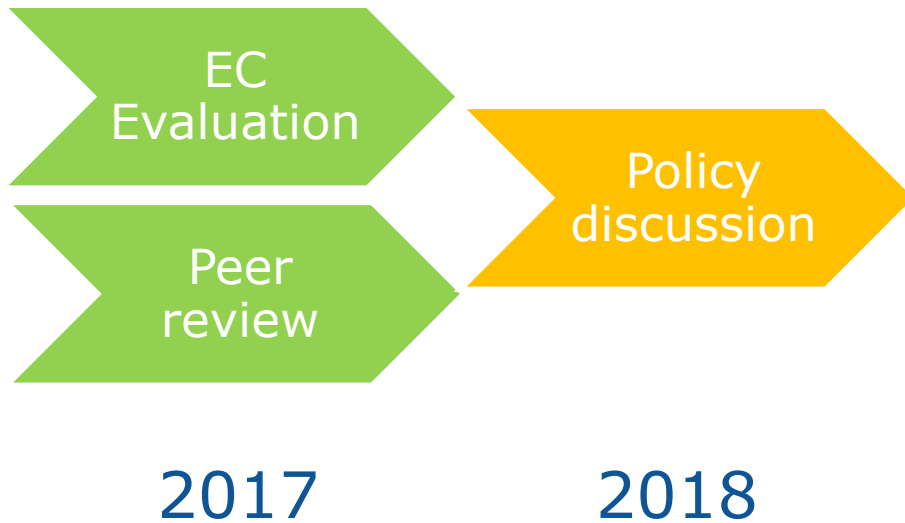 EC
Evaluation
Policy
discussion
Peer
review
2017
2018